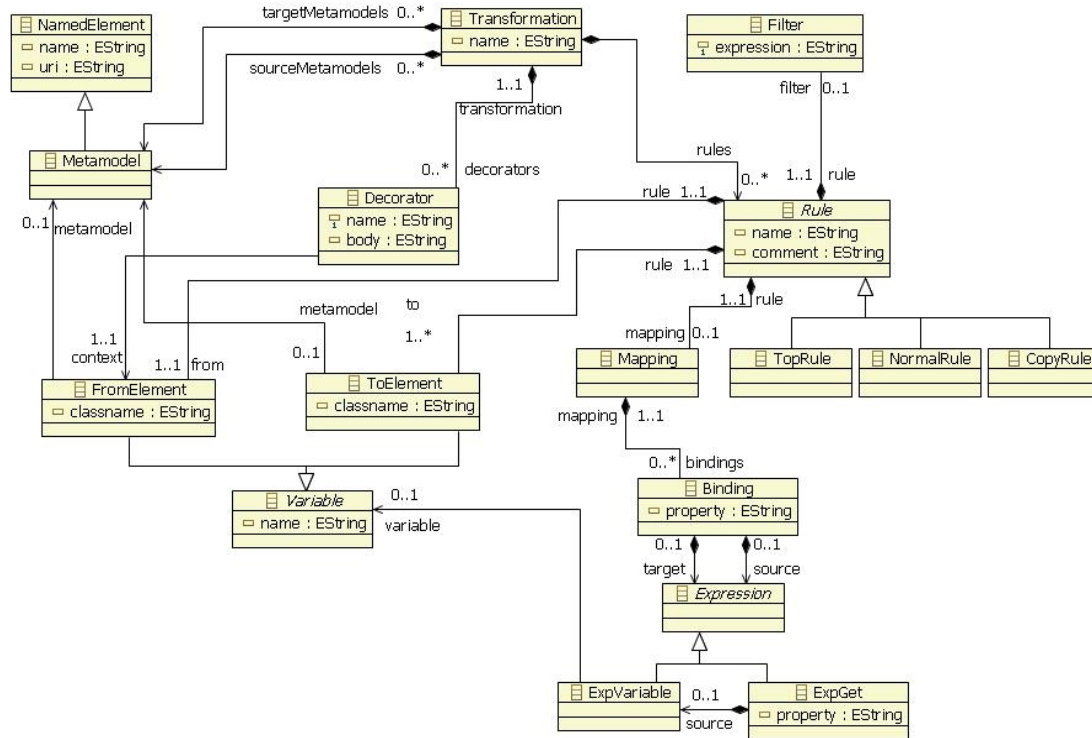 NamedElement
name : EString
uri : EString
targetMetamodels 0..*
sourceMetamodels 0..*
Transformation
name : EString
1..1
transformation
Filter
expression : EString
filter 0..1
Metamodel
0..1
metamodel
0..* decorators
Decorator
name : EString
body : EString
rules
0..*
1..1 rule
rule 1..1
Rule
name : EString
comment : EString
rule 1..1
1..1 rule
metamodel
to
0..1
1..*
1..1
context
1..1 from
mapping 0..1
FromElement
classname : EString
ToElement
classname : EString
Mapping
TopRule
NormalRule
CopyRule
mapping 1..1
0..* bindings
Variable
name : EString
0..1
variable
Binding
property : EString
0..1
0..1
target
source
Expression
ExpVariable
0..1
source
ExpGet
property : EString